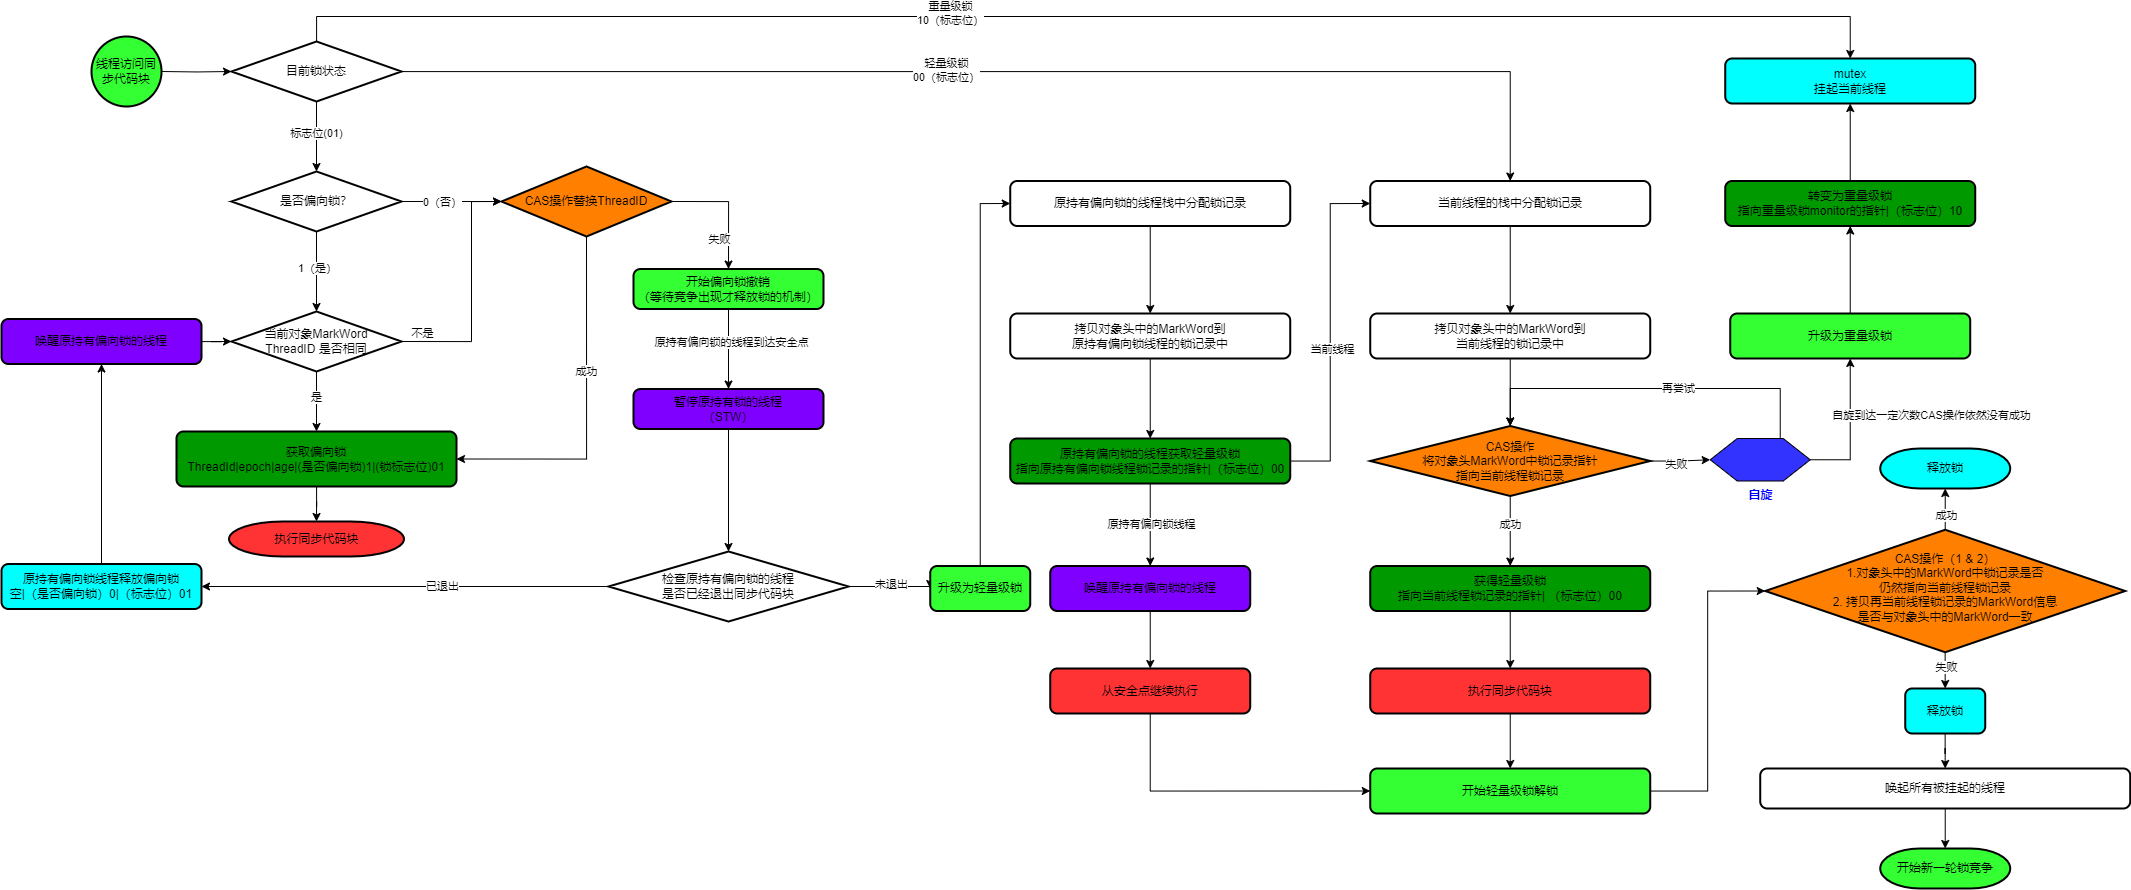 重量级锁
10（标志位）
线程访问同
步代码块
目前锁状态
轻量级锁
00（标志位）
mutex
挂起当前线程
标志位(01)
是否偏向锁？
0（否）
CAS操作替换ThreadID
失败
1（是）
开始偏向锁撤销
（等待竞争出现才释放锁的机制）
原持有偏向锁的线程到达安全点
唤醒原持有偏向锁的线程
当前对象MarkWord
ThreadID 是否相同
不是
成功
是
暂停原持有锁的线程
（STW）
获取偏向锁
ThreadId|epoch|age|(是否偏向锁)1|(锁标志位)01
执行同步代码块
原持有偏向锁线程释放偏向锁
空|（是否偏向锁）0|（标志位）01
已退出
检查原持有偏向锁的线程
是否已经退出同步代码块
未退出
升级为轻量级锁
原持有偏向锁的线程栈中分配锁记录
拷贝对象头中的MarkWord到
原持有偏向锁线程的锁记录中
原持有偏向锁的线程获取轻量级锁
指向原持有偏向锁线程锁记录的指针|（标志位）00
原持有偏向锁线程
唤醒原持有偏向锁的线程
从安全点继续执行
当前线程
当前线程的栈中分配锁记录
拷贝对象头中的MarkWord到
当前线程的锁记录中
再尝试
CAS操作
将对象头MarkWord中锁记录指针
指向当前线程锁记录
失败
自旋
成功
获得轻量级锁
指向当前线程锁记录的指针| （标志位）00
执行同步代码块
开始轻量级锁解锁
转变为重量级锁
指向重量级锁monitor的指针|（标志位）10
升级为重量级锁
自旋到达一定次数CAS操作依然没有成功
释放锁
成功
CAS操作（1 & 2）
1.对象头中的MarkWord中锁记录是否
仍然指向当前线程锁记录
2. 拷贝再当前线程锁记录的MarkWord信息
是否与对象头中的MarkWord一致
失败
释放锁
唤起所有被挂起的线程
开始新一轮锁竞争